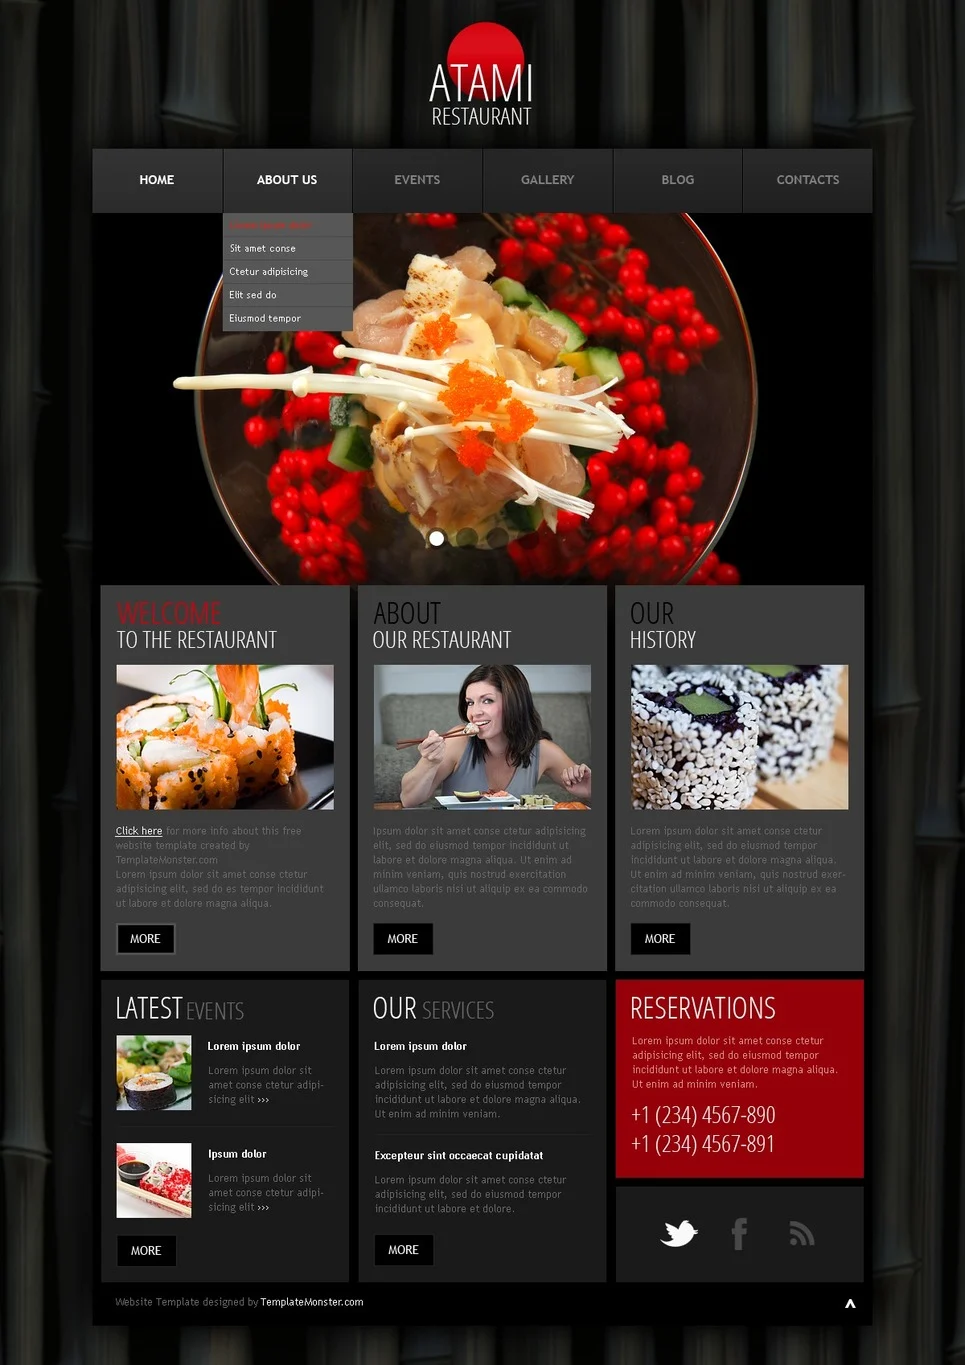 ATAMI
RESTAURANT
HOME
ABOUT US
EVENTS
GALLERY
BLOG
CONTACTS
Sit amet conse
Ctetur adipisicing
Elit sed do
Eiusmod tempor
WELCOME
TO THE RESTAURANT
Click here for more info about this free
website template created by
TemplateMonster.com
Lorem ipsum dolor sit amet conse ctetur
adipisicing elit, sed do es tempor incididunt
ut labore et dolore magna aliqua.
MORE
ABOUT
OUR RESTAURANT
Ipsum dolor sit amet conse ctetur adipisicing
elit, sed do eiusmod tempor incididunt ut
labore et dolore magna aliqua. Ut enim ad
minim veniam, quis nostrud exercitation
ullamco laboris nisi ut aliquip ex ea commodo
consequat.
MORE
OUR
HISTORY
Lorem ipsum dolor sit amet conse ctetur
adipisicing elit, sed do eiusmod tempor
incididunt ut labore et dolore magna aliqua.
Ut enim ad minim veniam, quis nostrud exer-
citation ullamco laboris nisi ut aliquip ex ea
commodo consequat.
MORE
LATEST EVENTS
Lorem ipsum dolor
Lorem ipsum dolor sit
amet conse ctetur adipi-
sicing elit >>>
Ipsum dolor
Lorem ipsum dolor sit
amet conse ctetur adipi-
sicing elit >>>
MORE
OUR SERVICES
Lorem ipsum dolor
Lorem ipsum dolor sit amet conse ctetur
adipisicing elit, sed do eiusmod tempor
incididunt ut labore et dolore magna aliqua.
Ut enim ad minim veniam.
Excepteur sint occaecat cupidatat
Lorem ipsum dolor sit amet conse ctetur
adipisicing elit, sed do eiusmod tempor
incididunt ut labore et dolore.
MORE
RESERVATIONS
Lorem ipsum dolor sit amet conse ctetur
adipisicing elit, sed do eiusmod tempor
incididunt ut labore et dolore magna aliqua.
Ut enim ad minim veniam.
+1 (234) 4567-890
+1 (234) 4567-891
Website Template designed by TemplateMonster.com